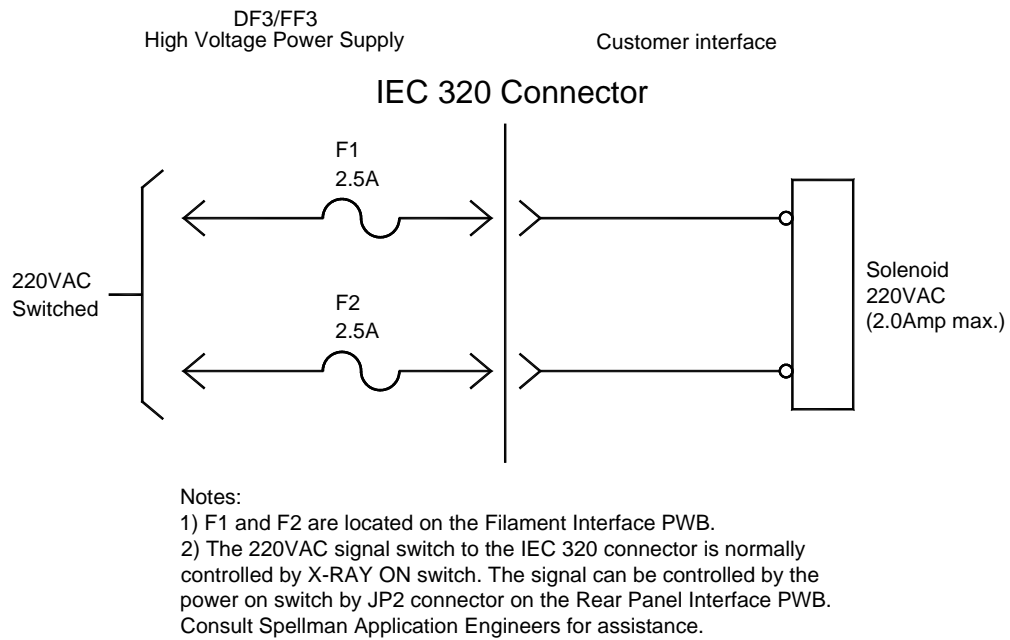 DF3/FF3
High Voltage Power Supply
Customer interface
IEC 320 Connector
F1
2.5A
220VAC
Switched
F2
2.5A
Solenoid
220VAC
(2.0Amp max.)
Notes:
1) F1 and F2 are located on the Filament Interface PWB.
2) The 220VAC signal switch to the IEC 320 connector is normally
controlled by X-RAY ON switch. The signal can be controlled by the
power on switch by JP2 connector on the Rear Panel Interface PWB.
Consult Spellman Application Engineers for assistance.